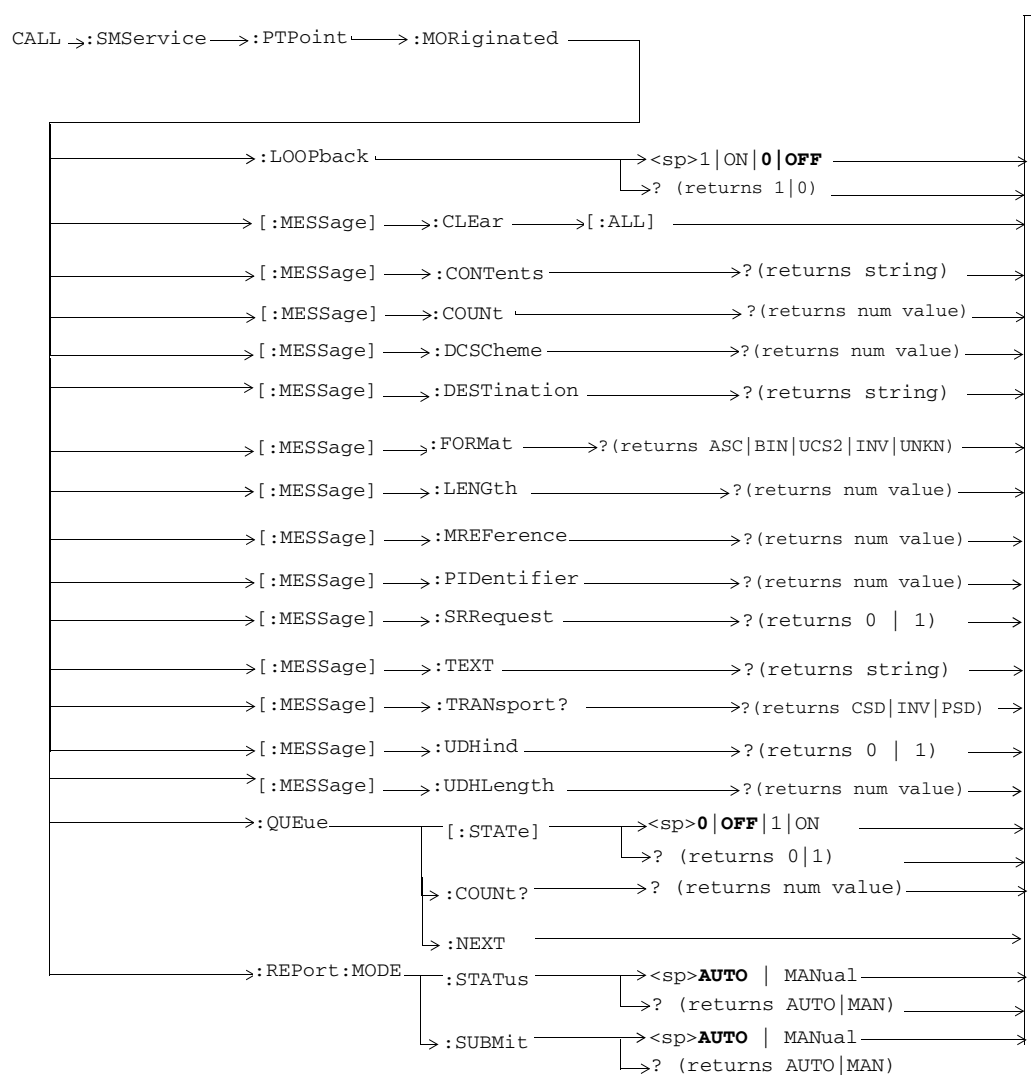 CALL :SMService :PTPoint :MORiginated
:LOOPback <sp>1|ON|0|OFF
? (returns 1|0)
[:MESSage] :CLEar [:ALL]
[:MESSage] :CONTents ?(returns string)
[:MESSage] :COUNt ?(returns num value)
[:MESSage] :DCSCheme ?(returns num value)
[:MESSage] :DESTination ?(returns string)
[:MESSage] :FORMat ?(returns ASC|BIN|UCS2|INV|UNKN)
[:MESSage] :LENGth ?(returns num value)
[:MESSage] :MREFerence ?(returns num value)
[:MESSage] :PIDentifier ?(returns num value)
[:MESSage] :SRRequest ?(returns 0 | 1)
[:MESSage] :TEXT ?(returns string)
[:MESSage] :TRANsport? ?(returns CSD|INV|PSD)
[:MESSage] :UDHind ?(returns 0 | 1)
[:MESSage] :UDHLength ?(returns num value)
:QUEue [:STATe] <sp>0|OFF|1|ON
? (returns 0|1)
:COUNt? ? (returns num value)
:NEXT
:REPort:MODE :STATus <sp>AUTO | MANual
? (returns AUTO|MAN)
:SUBMit <sp>AUTO | MANual
? (returns AUTO|MAN)